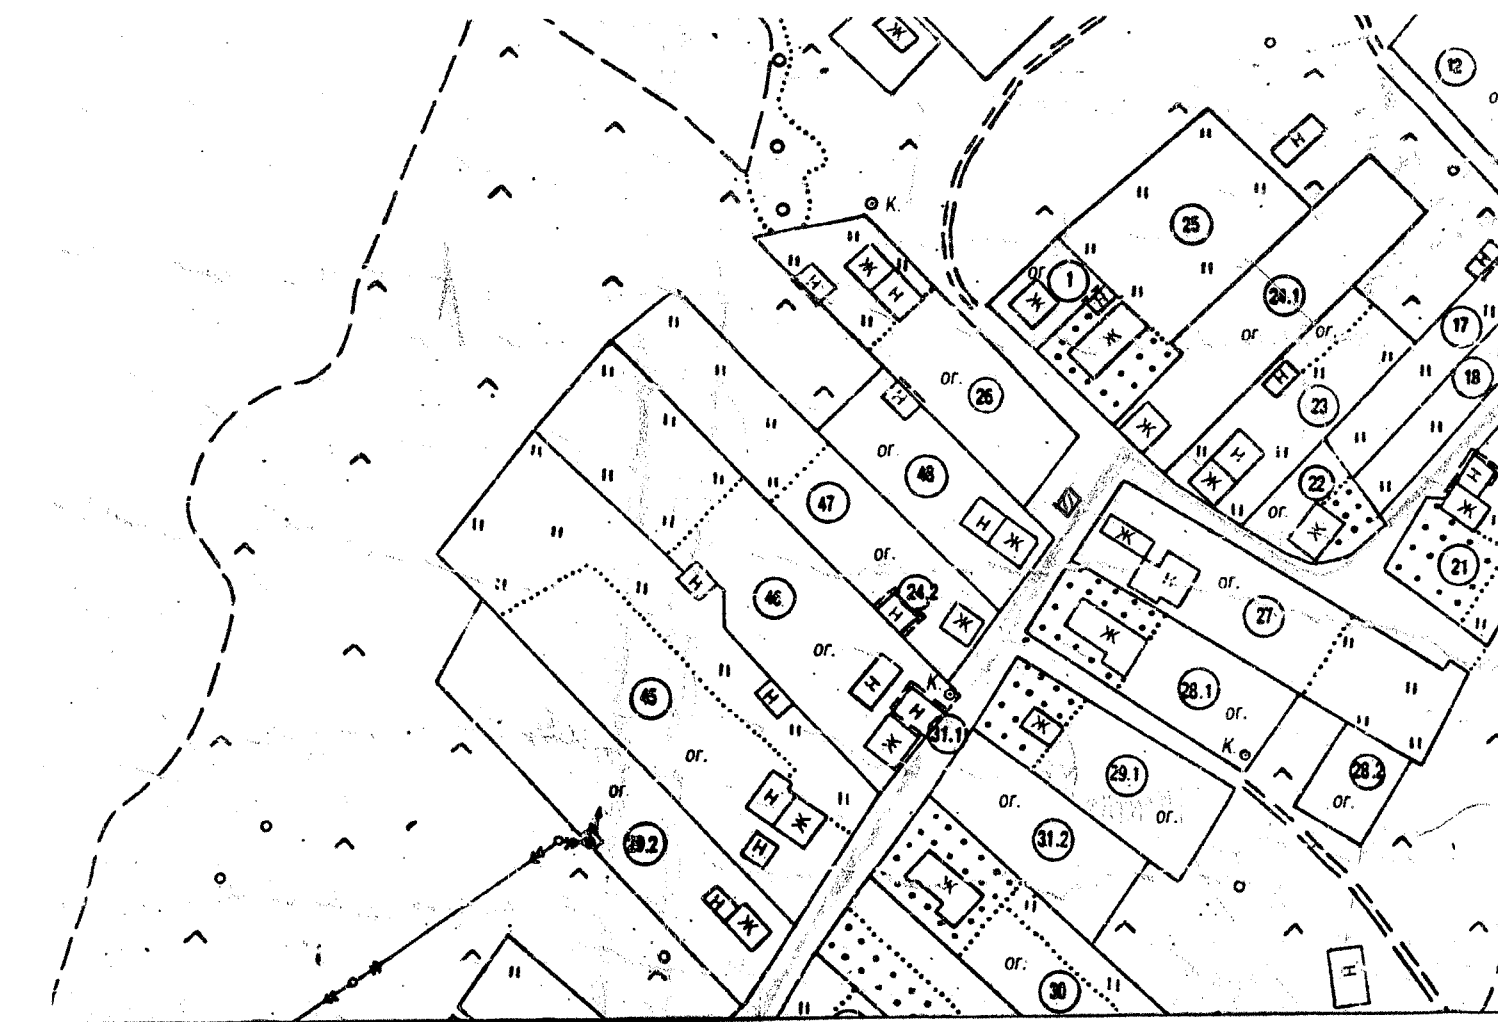 Ж
12
Н
К.
25
Ж
Н
Н
ог.
1
Н
Ж
24.1
Н
Ж
ог.
ог.
17
ог.
26
Н
18
23
Ж
Н
ог.
48
Н
Ж
22
ог.
Ж
47
Н
Ж
Н
Ж
21
ог.
Ж
ог.
27
Н
46
24.2
Н
Ж
Ж
ог.
28.1
ог.
К.
45
Н
Н
К.
Н
31.1
Ж
Ж
ог.
29.1
ог.
28.2
ог.
ог.
Н
Ж
ог.
31.2
Н
Н
Ж
Ж
ог.
30
Н